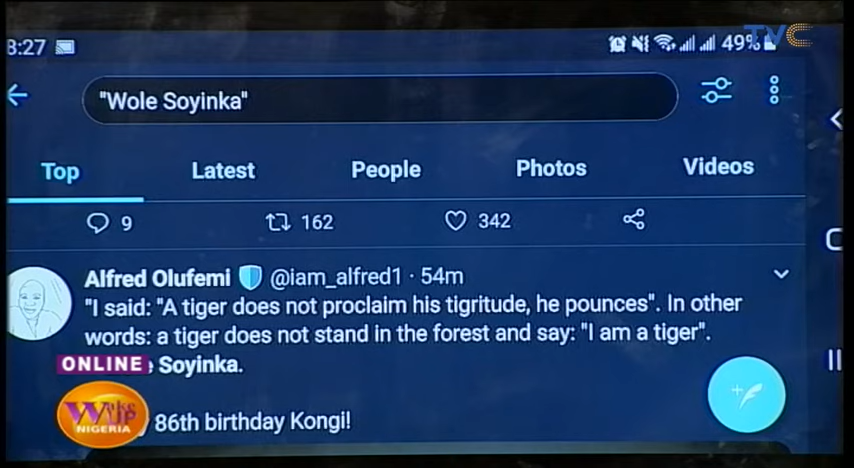 8:27
49%
TVC
"Wole Soyinka"
Top Latest People Photos Videos
9 162 342
Alfred Olufemi @iam_alfred1 · 54m
"I said: "A tiger does not proclaim his tigritude, he pounces". In other
words: a tiger does not stand in the forest and say: "I am a tiger".
ONLINE Soyinka.
86th birthday Kongi!
Wake
UP
NIGERIA